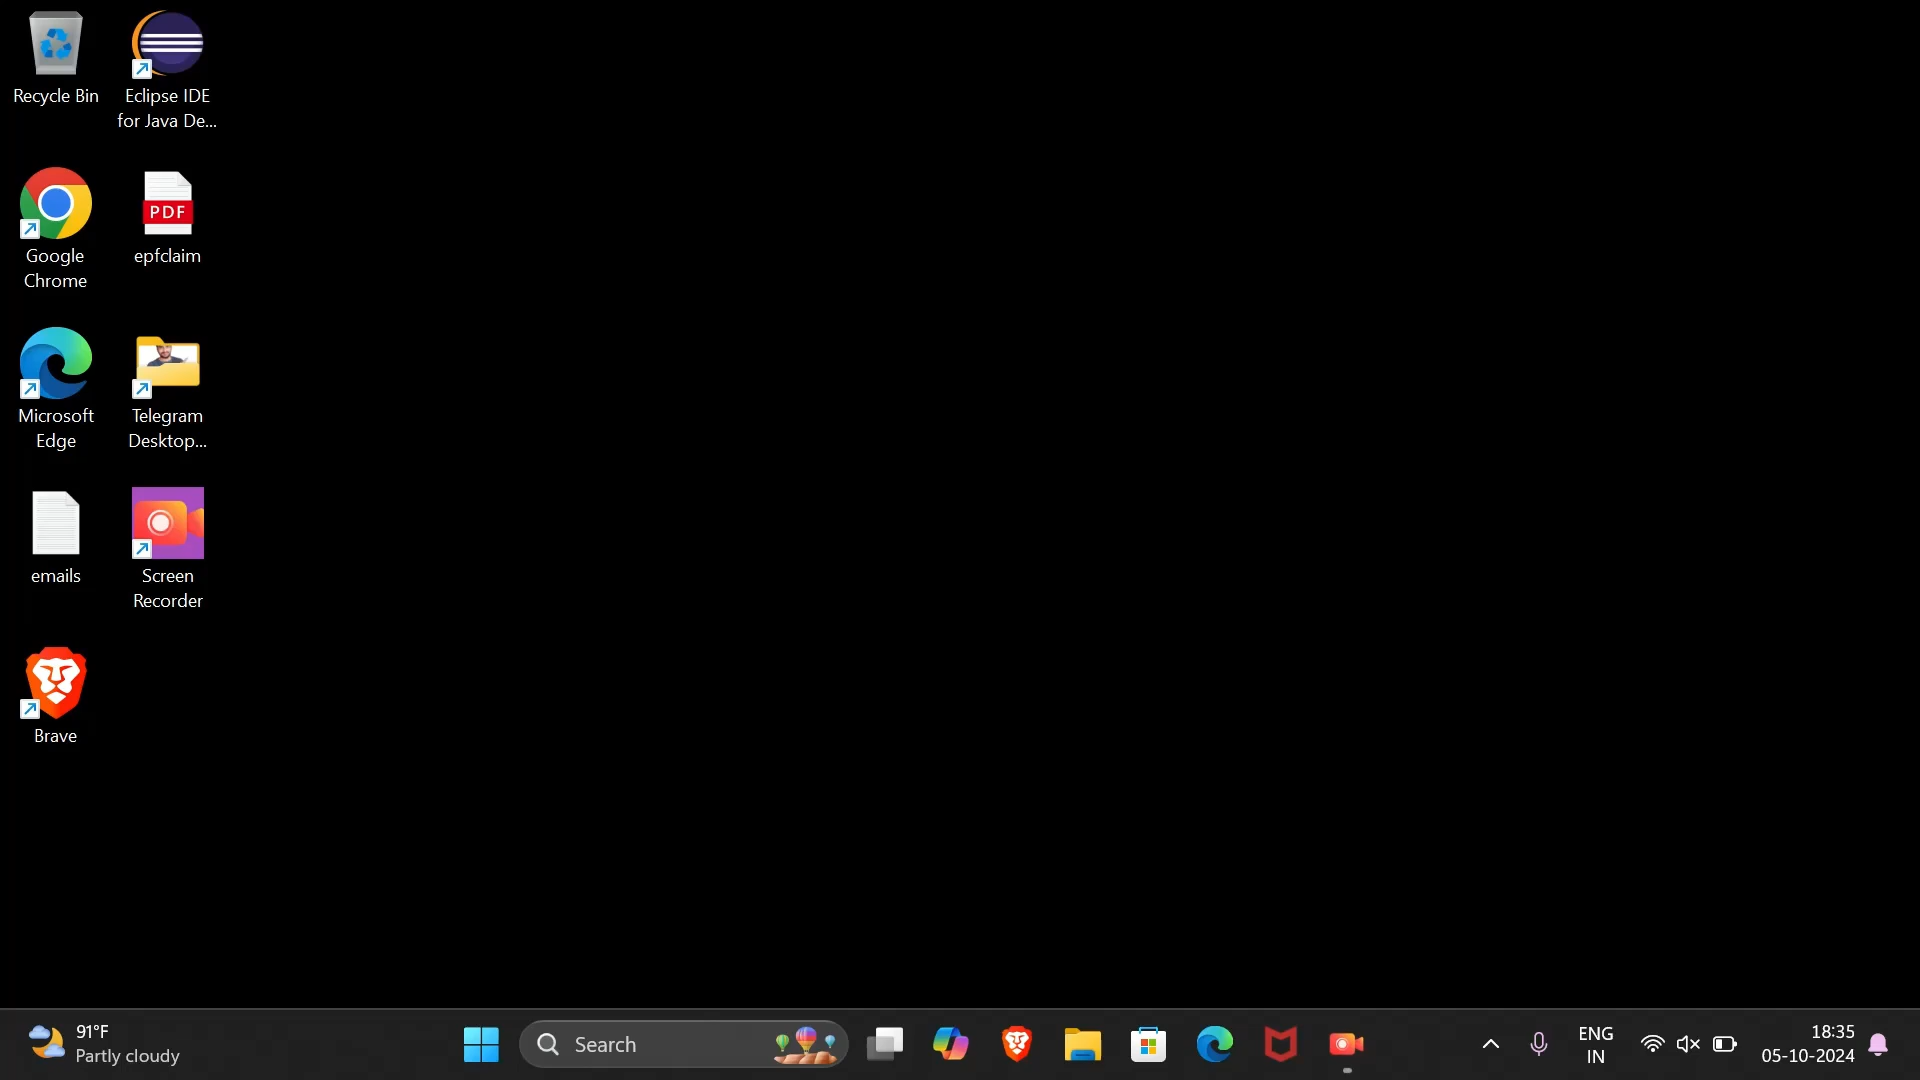 Recycle Bin
Eclipse IDE
for Java De...
Google
Chrome
PDF
epfclaim
Microsoft
Edge
Telegram
Desktop...
emails
Screen
Recorder
Brave
91°F
Partly cloudy
Search
ENG
IN
18:35
05-10-2024